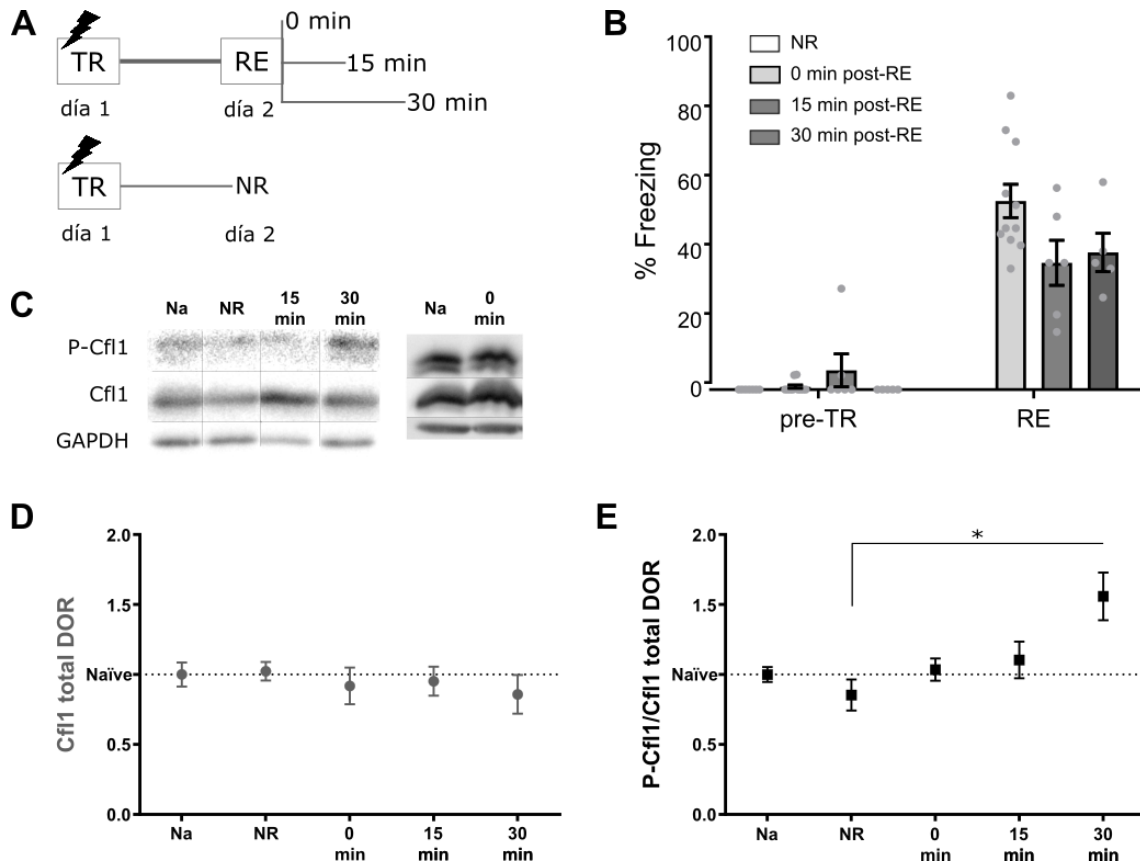 A
TR
RE
0 min
15 min
30 min
día 1
día 2
TR
NR
día 1
día 2
B
% Freezing
100
80
60
40
20
0
NR
0 min post-RE
15 min post-RE
30 min post-RE
pre-TR
RE
C
Na
NR
15
min
30
min
Na
0
min
P-Cfl1
Cfl1
GAPDH
D
Cfl1 total DOR
2.0
1.5
Naïve
0.5
0.0
Na
NR
0
min
15
min
30
min
E
P-Cfl1/Cfl1 total DOR
2.0
1.5
Naïve
0.5
0.0
*
Na
NR
0
min
15
min
30
min